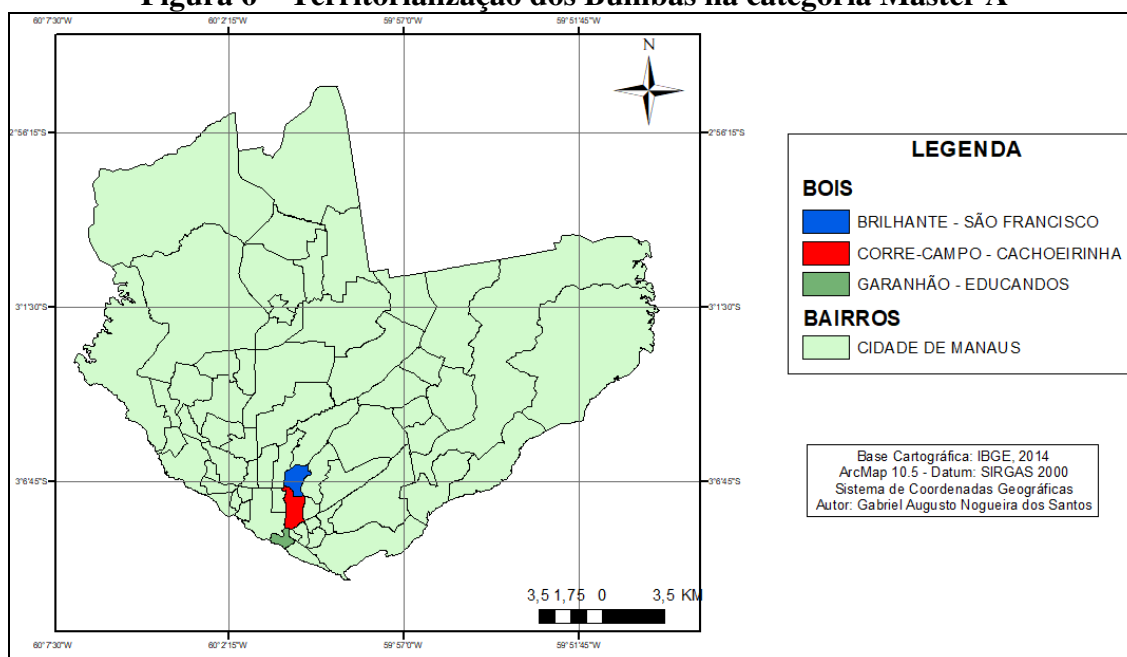 Figura 6 – Territorialização dos Bumbás na categoria Master A
60°7'30"W 60°2'15"W 59°57'0"W 59°51'45"W
N
2°56'15"S 2°56'15"S
3°1'30"S 3°1'30"S
3°6'45"S 3°6'45"S
3,5 1,75 0 3,5 KM
60°7'30"W 60°2'15"W 59°57'0"W 59°51'45"W
LEGENDA
BOIS
BRILHANTE - SÃO FRANCISCO
CORRE-CAMPO - CACHOEIRINHA
GARANHÃO - EDUCANDOS
BAIRROS
CIDADE DE MANAUS
Base Cartográfica: IBGE, 2014
ArcMap 10.5 - Datum: SIRGAS 2000
Sistema de Coordenadas Geográficas
Autor: Gabriel Augusto Nogueira dos Santos